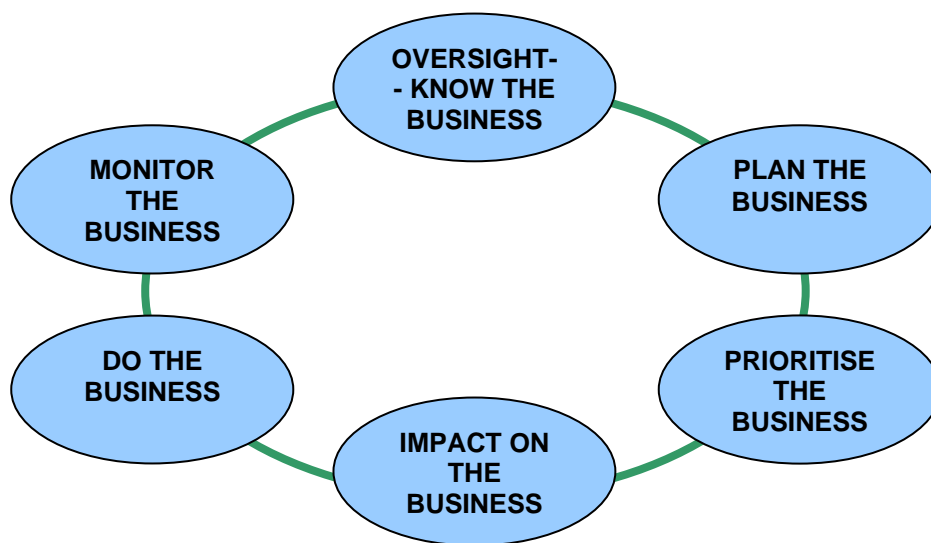 OVERSIGHT-
- KNOW THE
BUSINESS
PLAN THE
BUSINESS
PRIORITISE
THE
BUSINESS
IMPACT ON
THE
BUSINESS
DO THE
BUSINESS
MONITOR
THE
BUSINESS